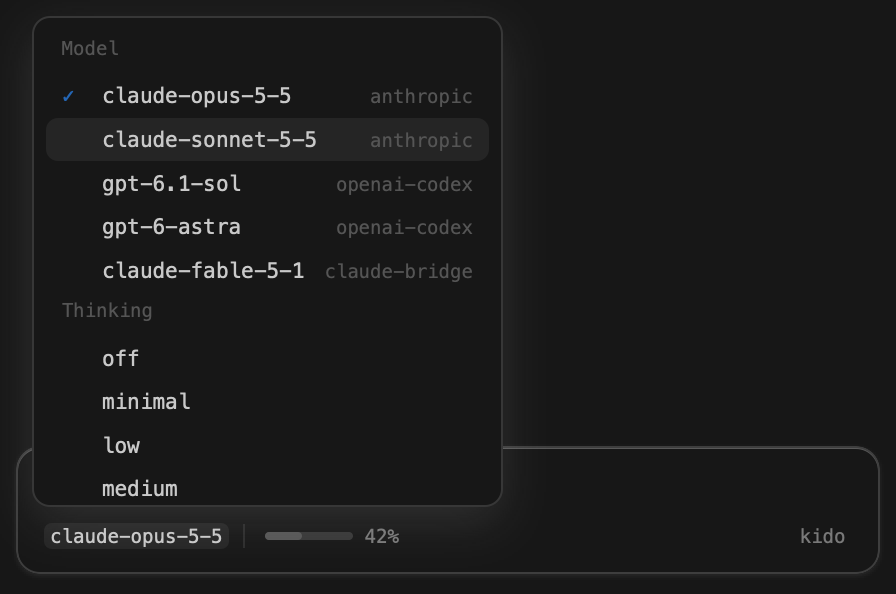 Model
✓ claude-opus-5-5 anthropic
claude-sonnet-5-5 anthropic
gpt-6.1-sol openai-codex
gpt-6-astra openai-codex
claude-fable-5-1 claude-bridge
Thinking
off
minimal
low
medium
claude-opus-5-5 42% kido